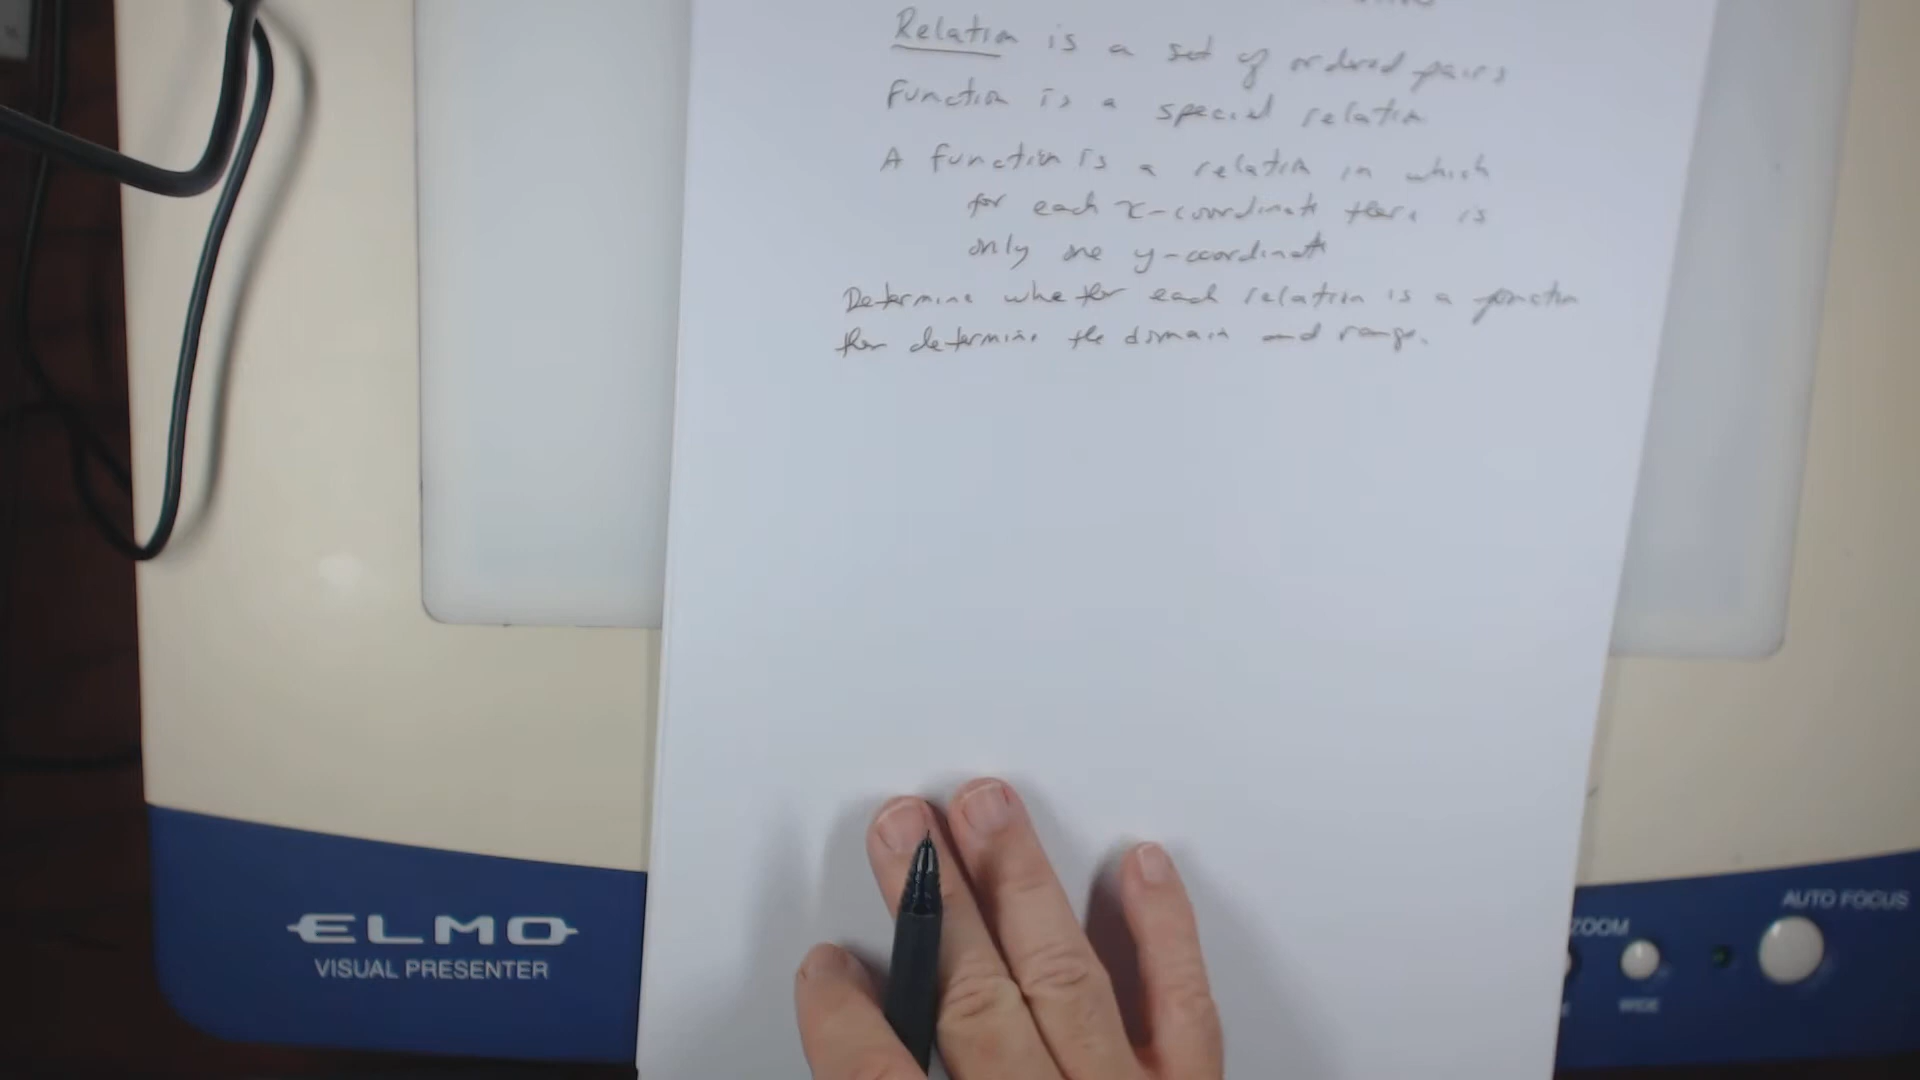 Relation is a set of ordered pairs
Function is a special relation
A function is a relation in which
for each x-coordinate there is
only one y-coordinate
Determine whether each relation is a function
then determine the domain and range.
ELMO
VISUAL PRESENTER
ZOOM
WIDE
AUTO FOCUS